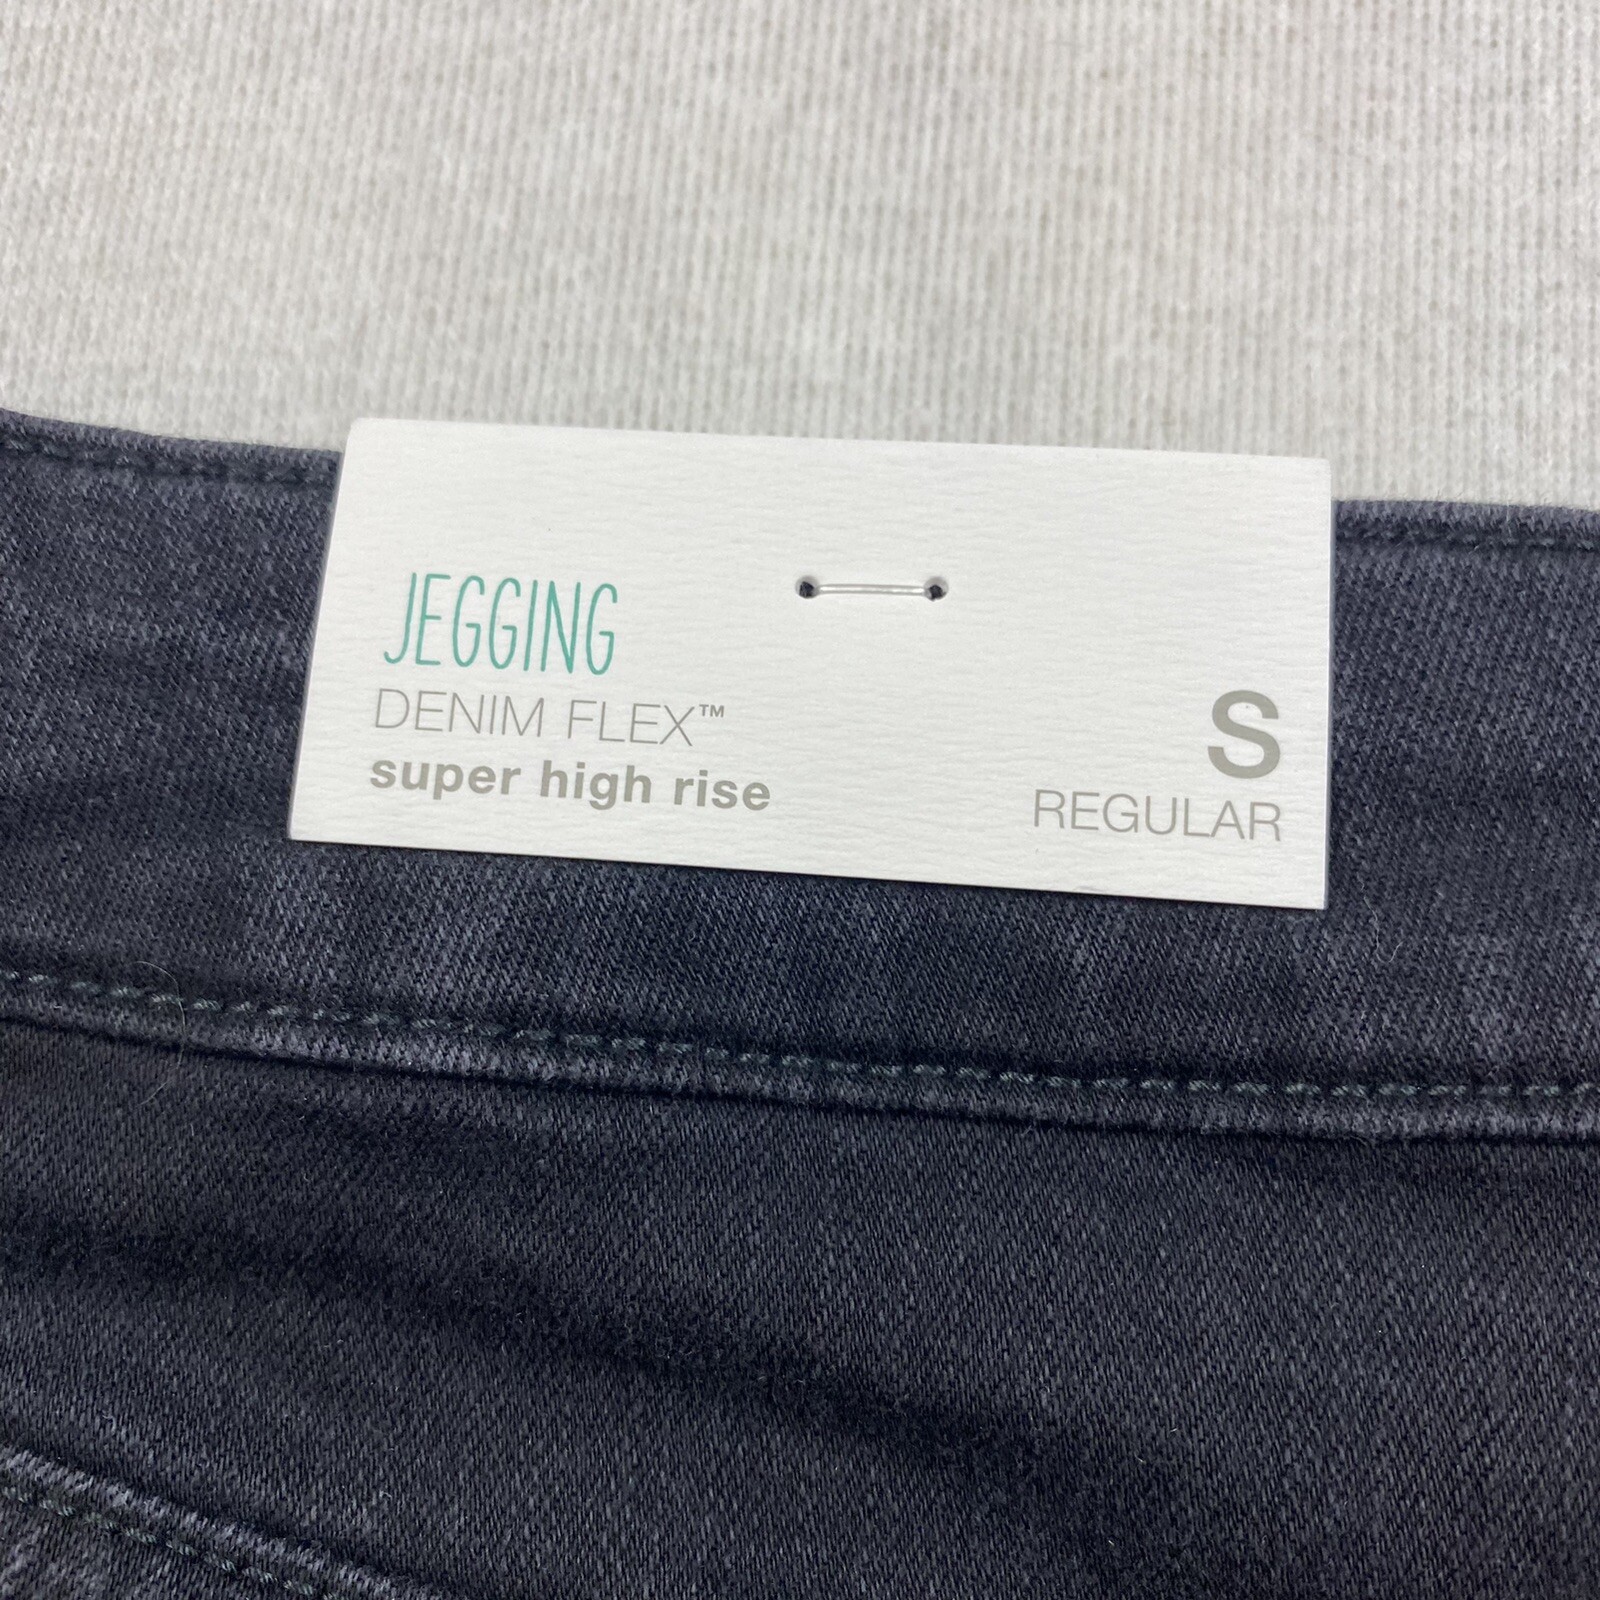 JEGGING
DENIM FLEX™
super high rise
S
REGULAR